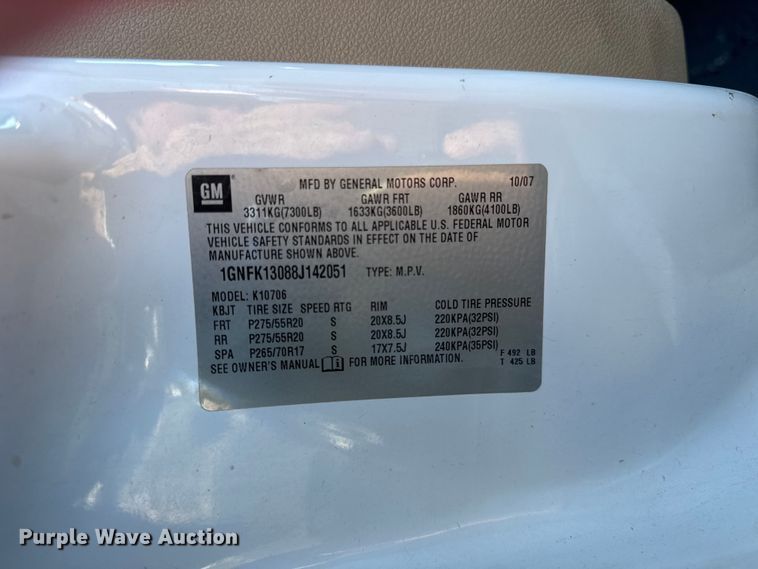 GM MFD BY GENERAL MOTORS CORP. 10/07
GVWR GAWR FRT GAWR RR
3311KG(7300LB) 1633KG(3600LB) 1860KG(4100LB)
THIS VEHICLE CONFORMS TO ALL APPLICABLE U.S. FEDERAL MOTOR
VEHICLE SAFETY STANDARDS IN EFFECT ON THE DATE OF
MANUFACTURE SHOWN ABOVE.
1GNFK13088J142051 TYPE: M.P.V.
MODEL: K10706
KBJT TIRE SIZE SPEED RTG RIM COLD TIRE PRESSURE
FRT P275/55R20 S 20X8.5J 220KPA(32PSI)
RR P275/55R20 S 20X8.5J 220KPA(32PSI)
SPA P265/70R17 S 17X7.5J 240KPA(35PSI) F 492 LB
SEE OWNER'S MANUAL FOR MORE INFORMATION. T 425 LB
Purple Wave Auction